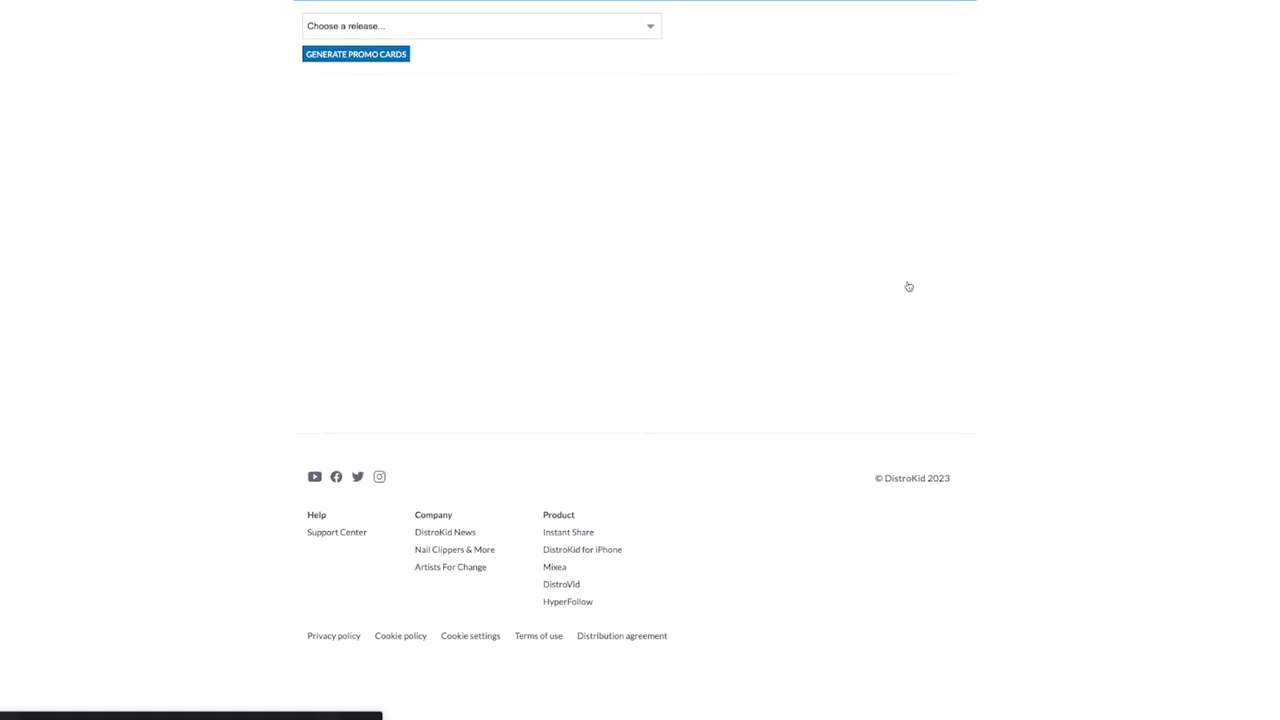 Choose a release...
GENERATE PROMO CARDS
© DistroKid 2023
Help Company Product
Support Center DistroKid News Instant Share
Nail Clippers & More DistroKid for iPhone
Artists For Change Mixea
DistroVid
HyperFollow
Privacy policy Cookie policy Cookie settings Terms of use Distribution agreement